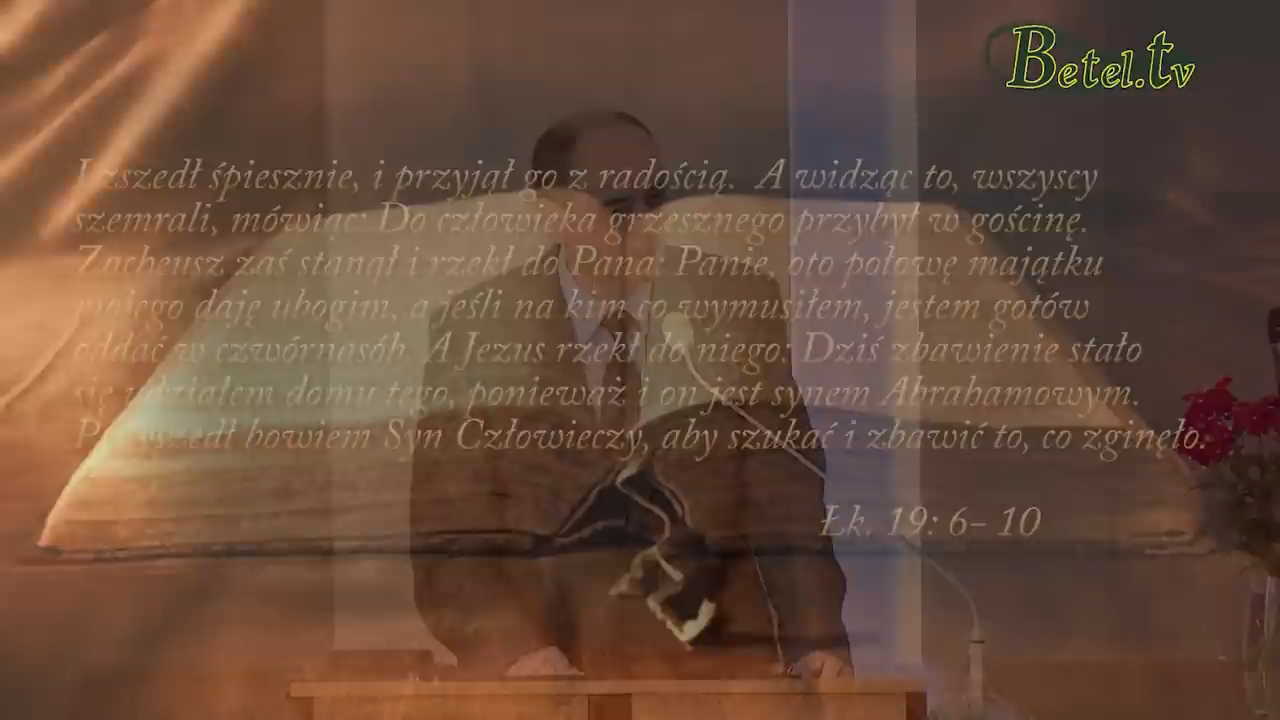 Betel.tv
zszedł śpiesznie, i przyjął go z radością. A widząc to, wszyscy
szemrali, mówiąc: Do człowieka grzesznego przybył w gościnę.
Zacheusz zaś stanął i rzekł do Pana: Panie, oto połowę majątku
mojego daję ubogim, a jeśli na kim co wymusiłem, jestem gotów
oddać w czwórnasób. A Jezus rzekł do niego: Dziś zbawienie stało
się udziałem domu tego, ponieważ i on jest synem Abrahamowym.
Przyszedł bowiem Syn Człowieczy, aby szukać i zbawić to, co zginęło.
Łk. 19: 6– 10